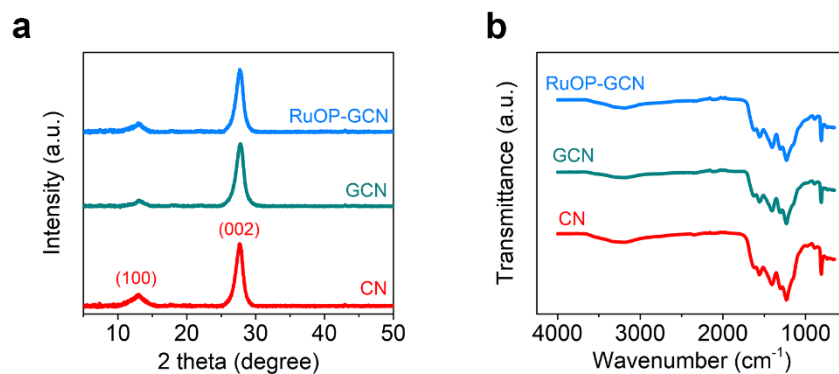 a
Intensity (a.u.)
RuOP-GCN
GCN
(002)
(100)
CN
10 20 30 40 50
2 theta (degree)
b
Transmittance (a.u.)
RuOP-GCN
GCN
CN
4000 3000 2000 1000
Wavenumber (cm⁻¹)